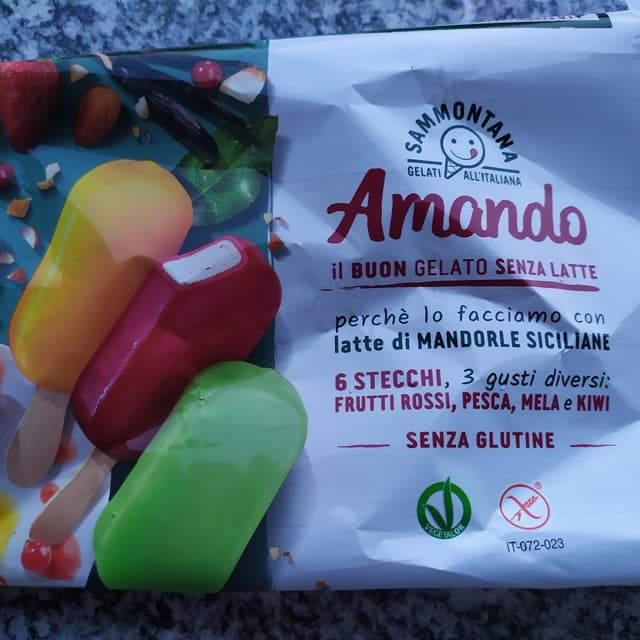 SAMMONTANA
GELATI ALL'ITALIANA
Amando
il BUON GELATO SENZA LATTE
perchè lo facciamo con
latte di MANDORLE SICILIANE
6 STECCHI, 3 gusti diversi:
FRUTTI ROSSI, PESCA, MELA e KIWI
SENZA GLUTINE
VEGETALOK
®
IT-072-023